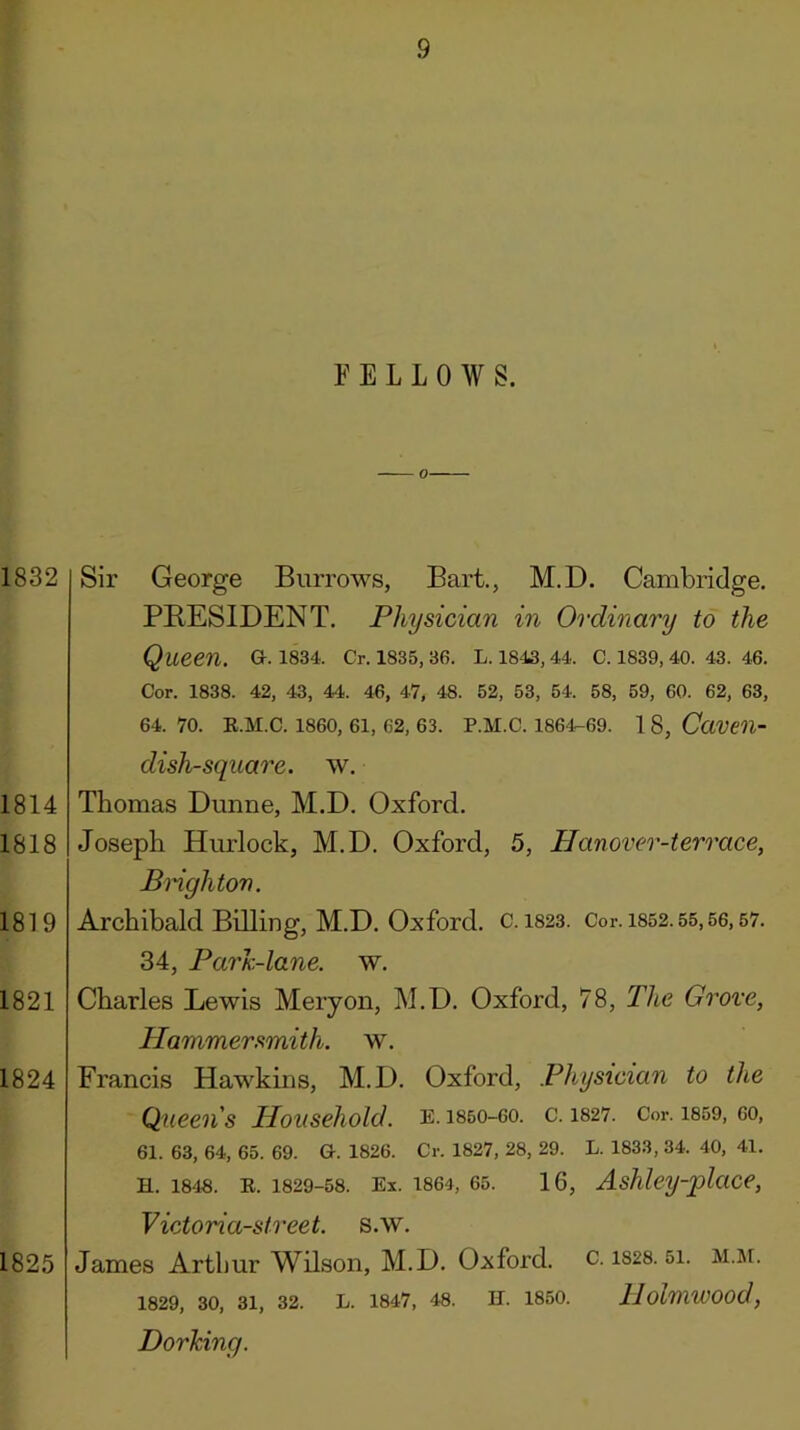 9
FELLOWS.
1832 Sir George Burrows, Bart., M.D. Cambridge.
PRESIDENT. Physician in Ordinary to the
Queen. G. 1834. Cr. 1835, 36. L. 1843, 44. C. 1839, 40. 43. 46.
Cor. 1838. 42, 43, 44. 46, 47, 48. 52, 53, 54. 58, 59, 60. 62, 63,
64. 70. R.M.C. 1860, 61, 62, 63. P.M.C. 1864-69. 18, Caven-
dish-square. w.
1814 Thomas Dunne, M.D. Oxford.
1818 Joseph Hurlock, M.D. Oxford, 5, Hanover-terrace,
Brighton.
1819 Archibald Billing, M.D. Oxford. C. 1823. Cor. 1852. 55, 56, 57.
34, Park-lane. w.
1821 Charles Lewis Meryon, M.D. Oxford, 78, The Grove,
Hammersmith. w.
1824 Francis Hawkins, M.D. Oxford, Physician to the
Queen's Household. E. 1850-60. C. 1827. Cor. 1859, 60,
61. 63, 64, 65. 69. G. 1826. Cr. 1827, 28, 29. L. 1833, 34. 40, 41.
H. 1848. R. 1829-58. Ex. 1864, 65. 16, Ashley-place,
Victoria-street. s.w.
1825 James Arthur Wilson, M.D. Oxford. C. 1828. 51. M.M.
1829, 30, 31, 32. L. 1847, 48. H. 1850. Holmwood,
Dorking.